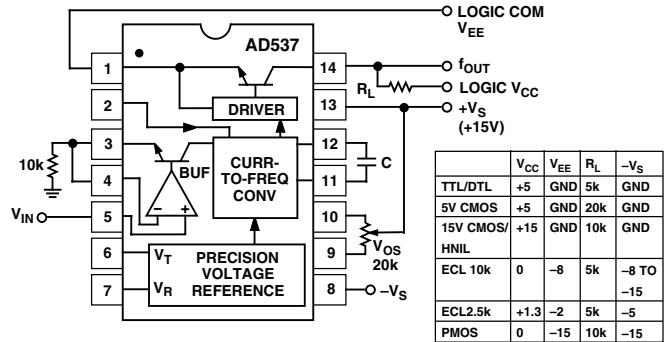 LOGIC COM
VEE
AD537
1
14
fOUT
RL
LOGIC VCC
2
DRIVER
13
+VS
(+15V)
3
12
10k
BUF
CURR-
TO-FREQ
CONV
C
4
11
VIN
5
10
VOS
20k
6
VT
PRECISION
VOLTAGE
REFERENCE
9
7
VR
8
–VS
VCC VEE RL –VS
TTL/DTL +5 GND 5k GND
5V CMOS +5 GND 20k GND
15V CMOS/ +15 GND 10k GND
HNIL
ECL 10k 0 –8 5k –8 TO
–15
ECL2.5k +1.3 –2 5k –5
PMOS 0 –15 10k –15